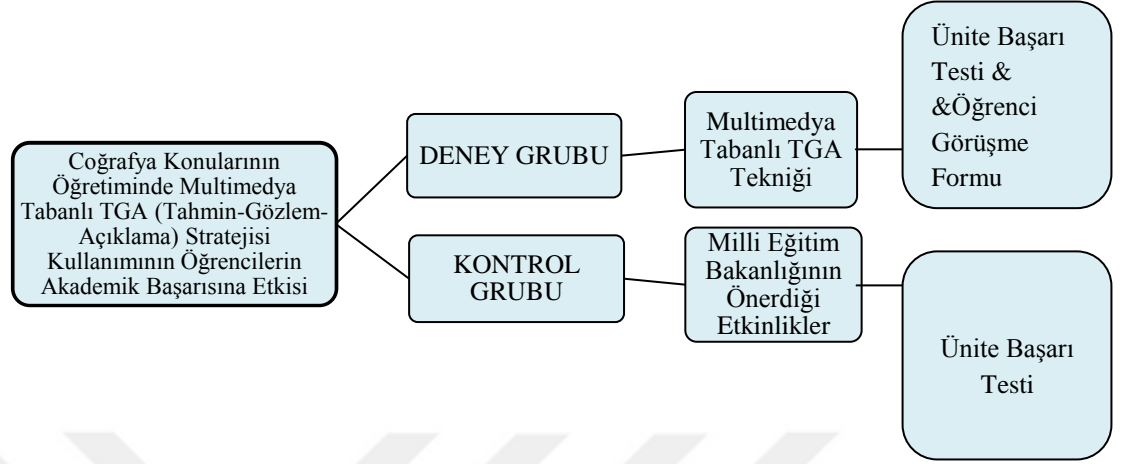 Coğrafya Konularının
Öğretiminde Multimedya
Tabanlı TGA (Tahmin-Gözlem-
Açıklama) Stratejisi
Kullanımının Öğrencilerin
Akademik Başarısına Etkisi
DENEY GRUBU
Multimedya
Tabanlı TGA
Tekniği
Ünite Başarı
Testi &
&Öğrenci
Görüşme
Formu
KONTROL
GRUBU
Milli Eğitim
Bakanlığının
Önerdiği
Etkinlikler
Ünite Başarı
Testi